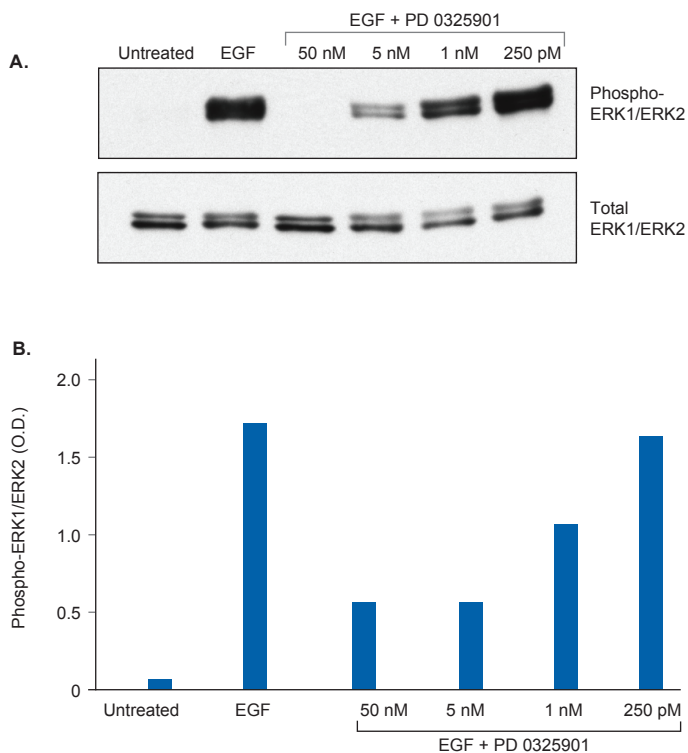 EGF + PD 0325901
Untreated EGF 50 nM 5 nM 1 nM 250 pM
A.
Phospho-
ERK1/ERK2
Total
ERK1/ERK2
B.
Phospho-ERK1/ERK2 (O.D.)
2.0
1.5
1.0
0.5
0
Untreated EGF 50 nM 5 nM 1 nM 250 pM
EGF + PD 0325901